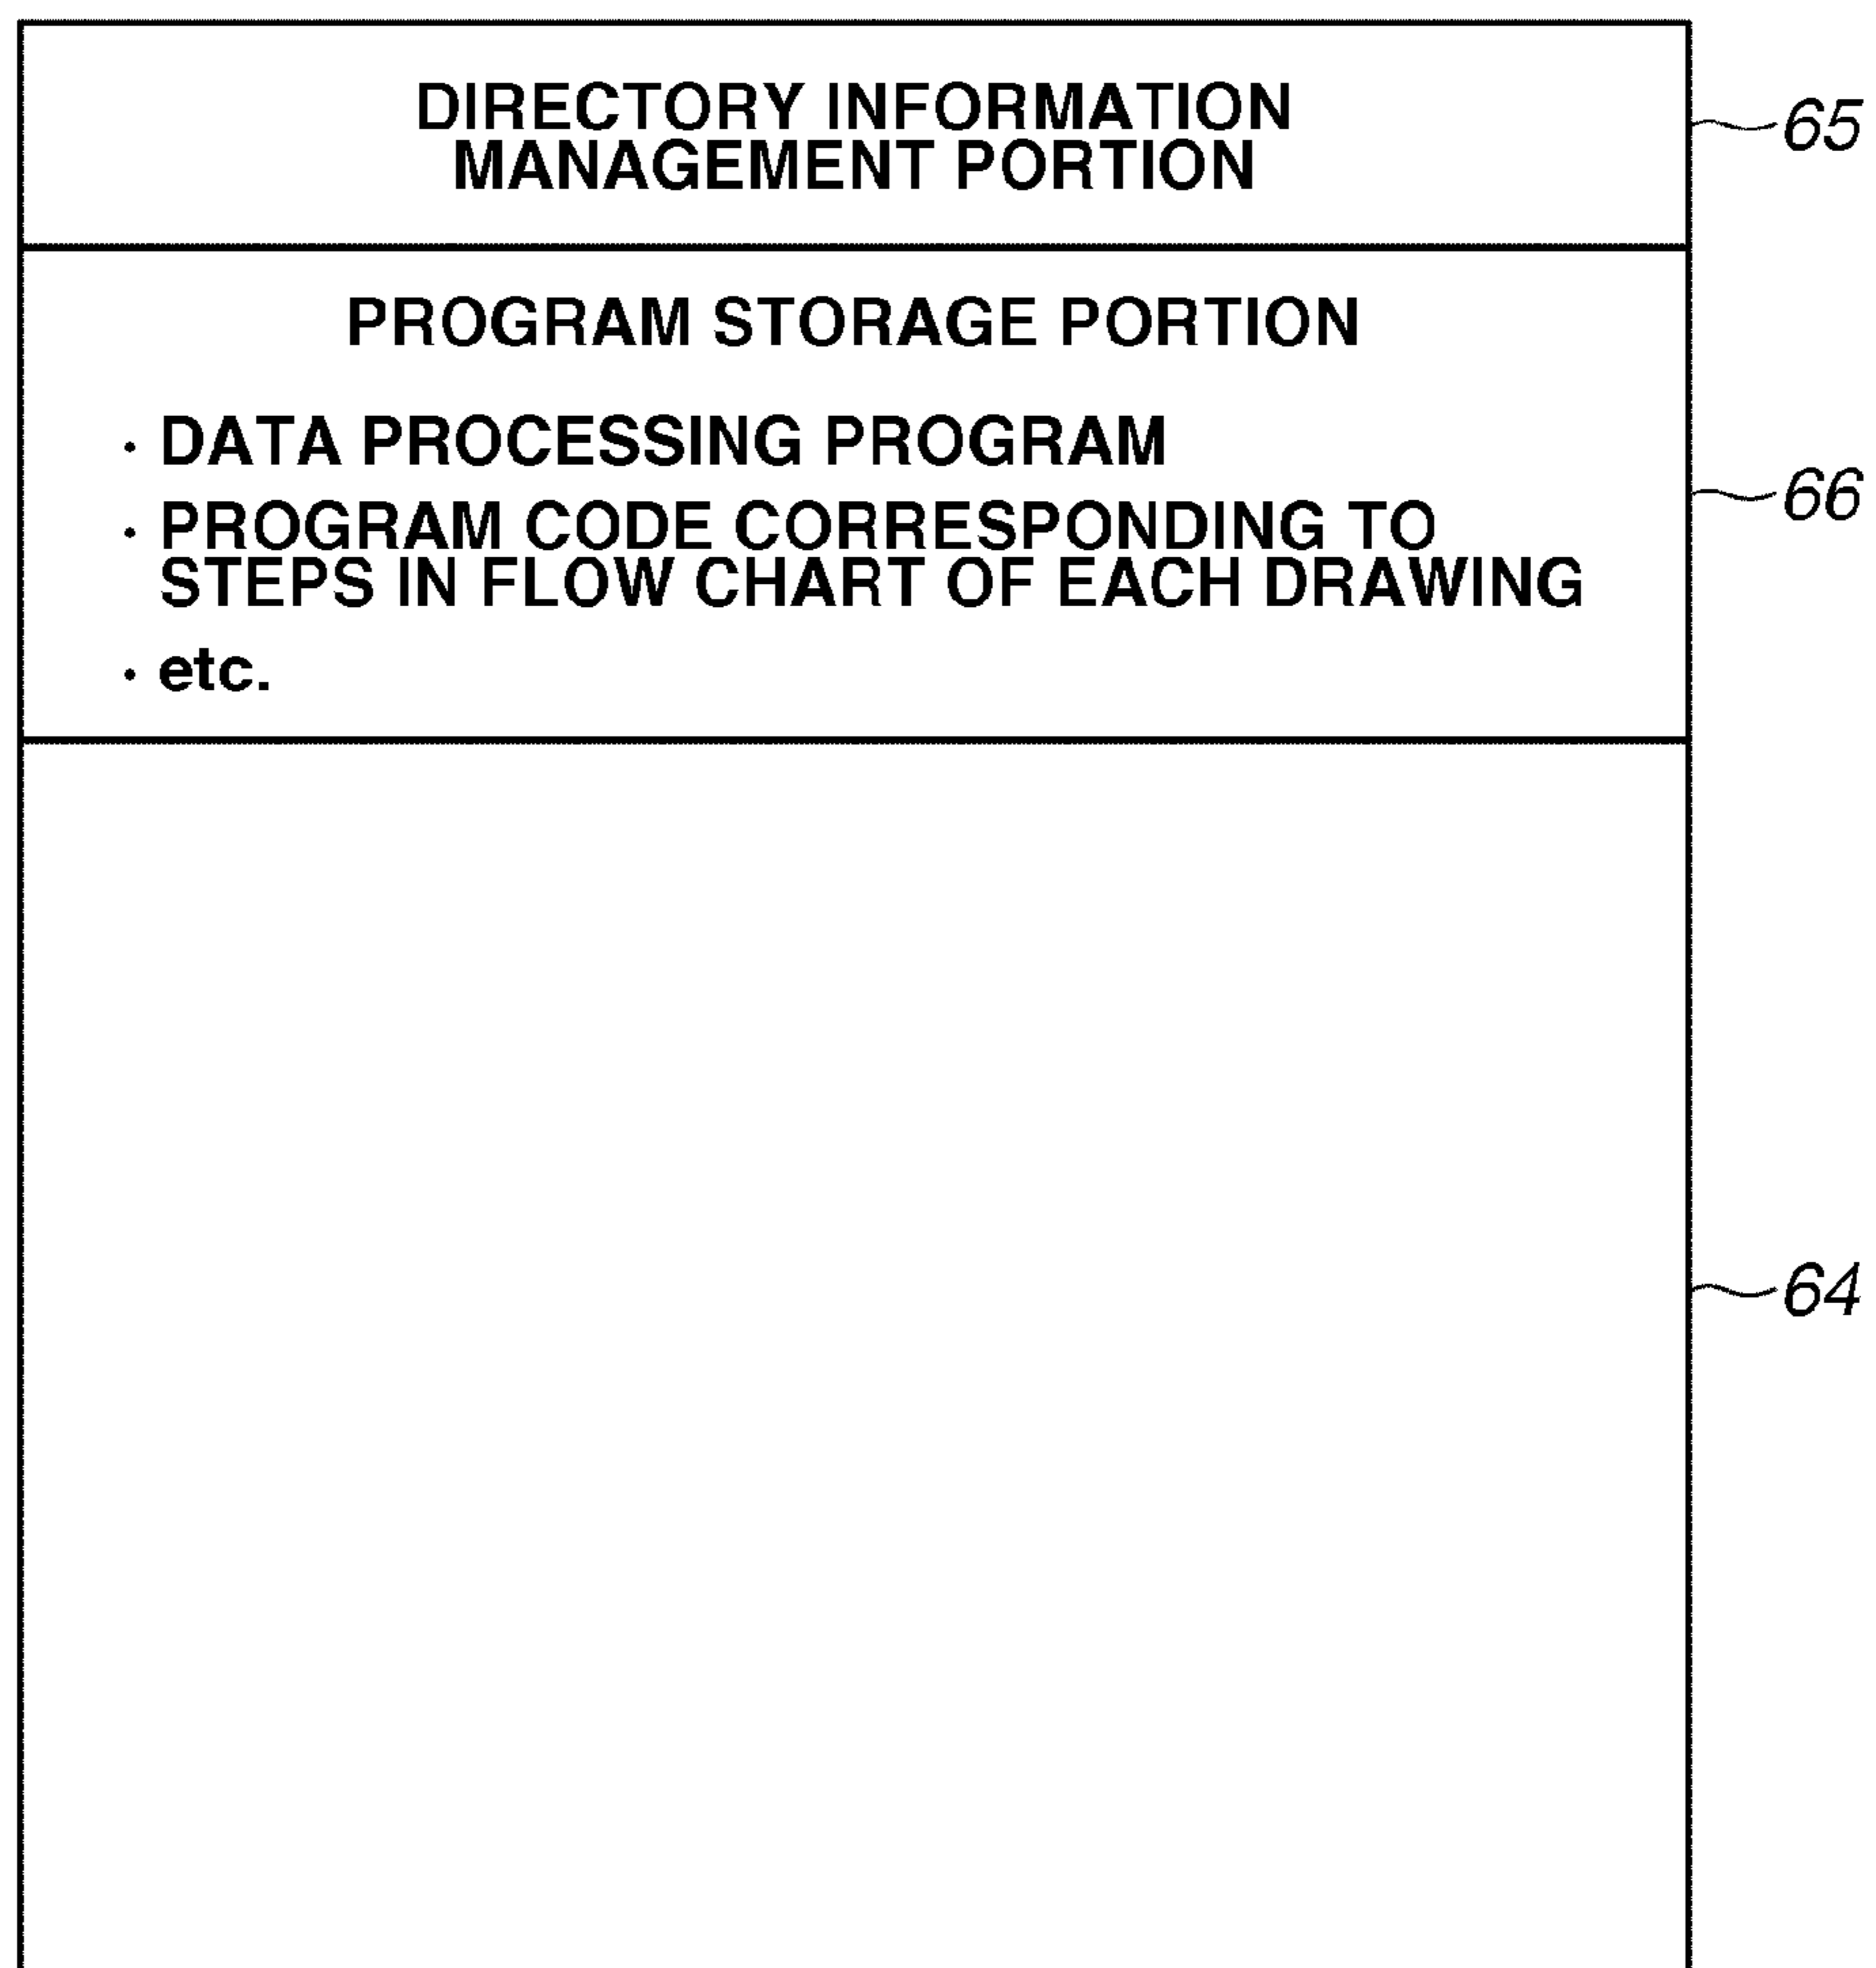 DIRECTORY INFORMATION
MANAGEMENT PORTION
65
PROGRAM STORAGE PORTION
· DATA PROCESSING PROGRAM
· PROGRAM CODE CORRESPONDING TO
STEPS IN FLOW CHART OF EACH DRAWING
· etc.
66
64